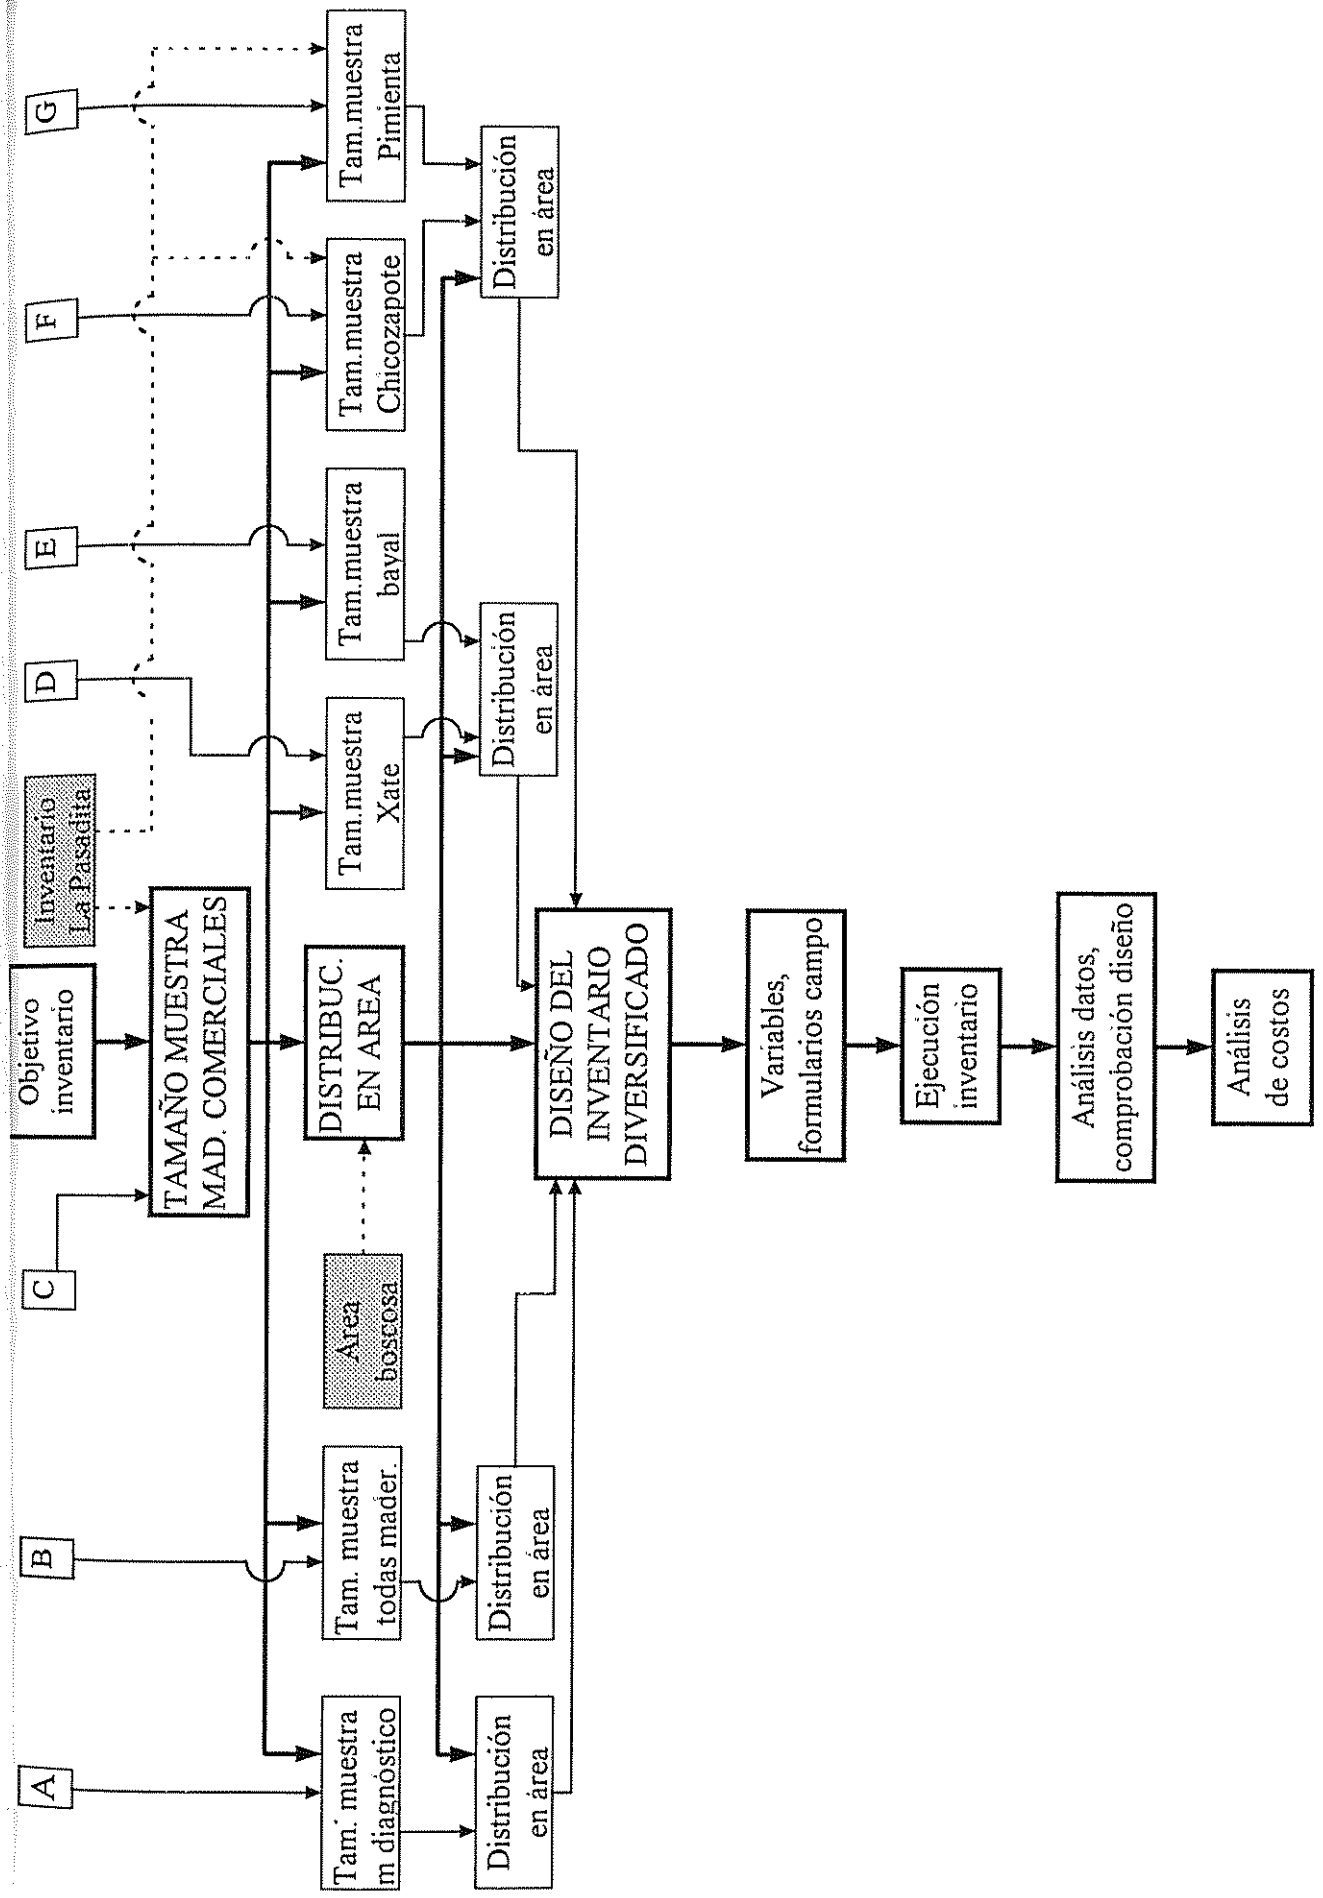 A
B
C
Objetivo
inventario
Inventario
La Pasadita
D
E
F
G
TAMAÑO MUESTRA
MAD. COMERCIALES
Tam. muestra
m diagnóstico
Tam. muestra
todas mader.
Area
boscosa
DISTRIBUC.
EN AREA
Tam.muestra
Xate
Tam.muestra
bayal
Tam.muestra
Chicozapote
Tam.muestra
Pimienta
Distribución
en área
Distribución
en área
Distribución
en área
Distribución
en área
DISEÑO DEL
INVENTARIO
DIVERSIFICADO
Variables,
formularios campo
Ejecución
inventario
Análisis datos,
comprobación diseño
Análisis
de costos